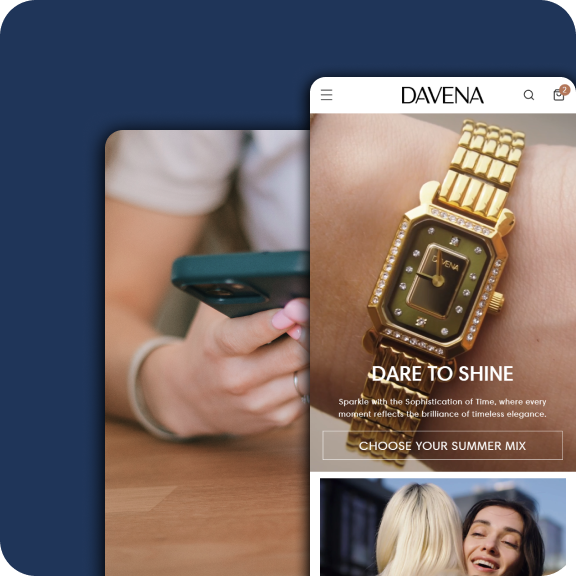 DAVENA
2
DAVENA
DARE TO SHINE
Sparkle with the Sophistication of Time, where every
moment reflects the brilliance of timeless elegance.
CHOOSE YOUR SUMMER MIX